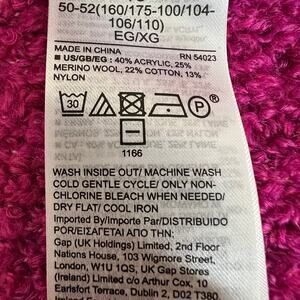 50-52(160/175-100/104-
106/110)
EG/XG
MADE IN CHINA RN 54023
■ US/GB/EG : 40% ACRYLIC, 25%
MERINO WOOL, 22% COTTON, 13%
NYLON
30
P
1166
WASH INSIDE OUT/ MACHINE WASH
COLD GENTLE CYCLE/ ONLY NON-
CHLORINE BLEACH WHEN NEEDED/
DRY FLAT/ COOL IRON
Imported By/Importe Par/DISTRIBUIDO
POR/ΕΙΣΑΓΕΤΑΙ ΑΠΟ ΤΗΝ:
Gap (UK Holdings) Limited, 2nd Floor
Nations House, 103 Wigmore Street,
London, W1U 1QS, UK Gap Stores
(Ireland) Limited, C/o Arthur Cox, 10
Earlsfort Terrace, Dublin 2, D02 T380